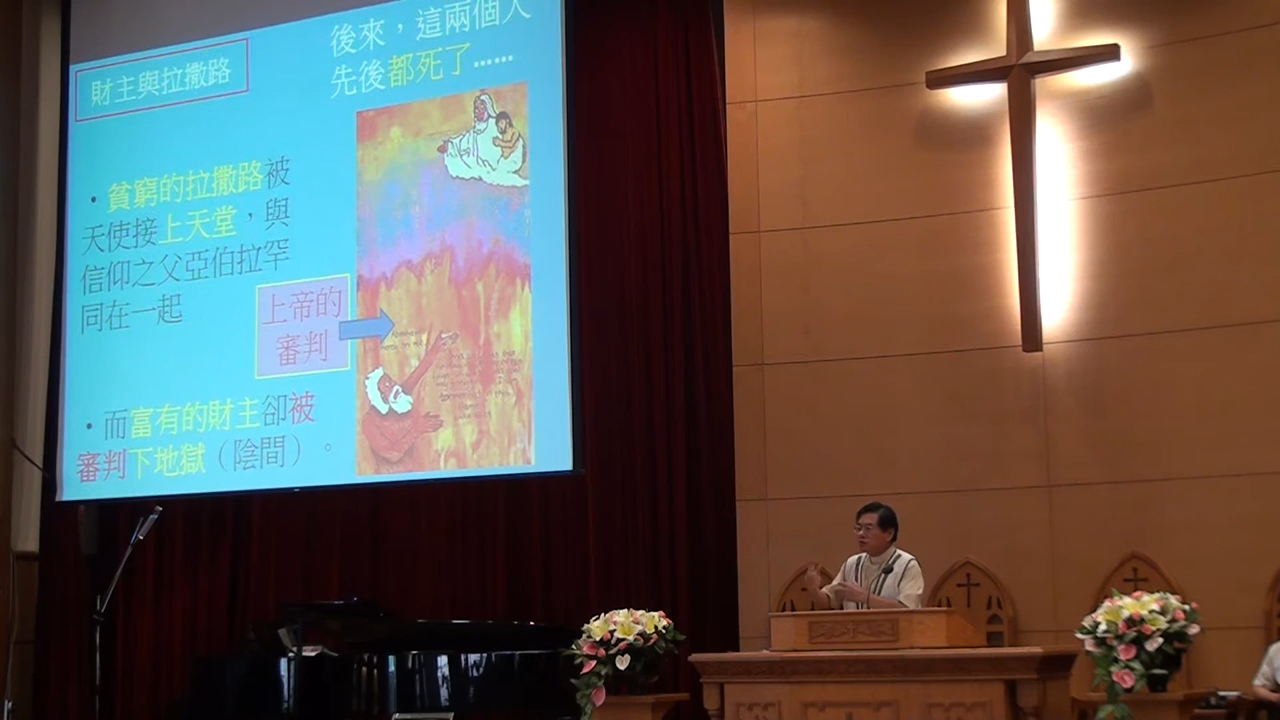 財主與拉撒路
後來，這兩個人
先後都死了……
・貧窮的拉撒路被
天使接上天堂，與
信仰之父亞伯拉罕
同在一起
上帝的
審判
・而富有的財主卻被
審判下地獄（陰間）。